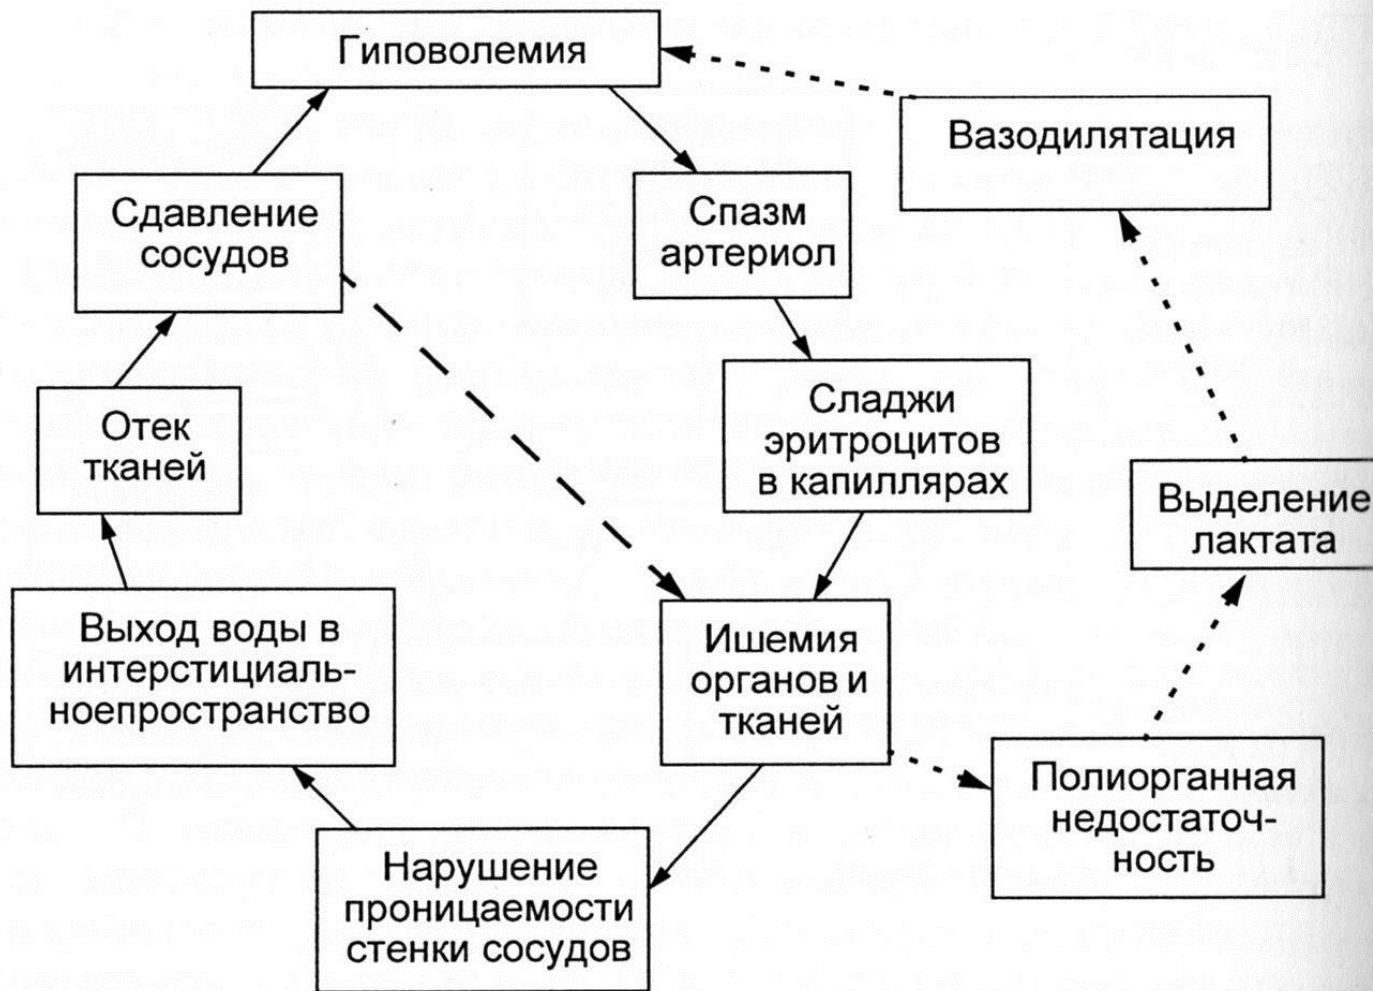 Гиповолемия
Вазодилятация
Сдавление
сосудов
Спазм
артериол
Сладжи
эритроцитов
в капиллярах
Отек
тканей
Выделение
лактата
Выход воды в
интерстициаль-
ноепространство
Ишемия
органов и
тканей
Полиорганная
недостаточ-
ность
Нарушение
проницаемости
стенки сосудов